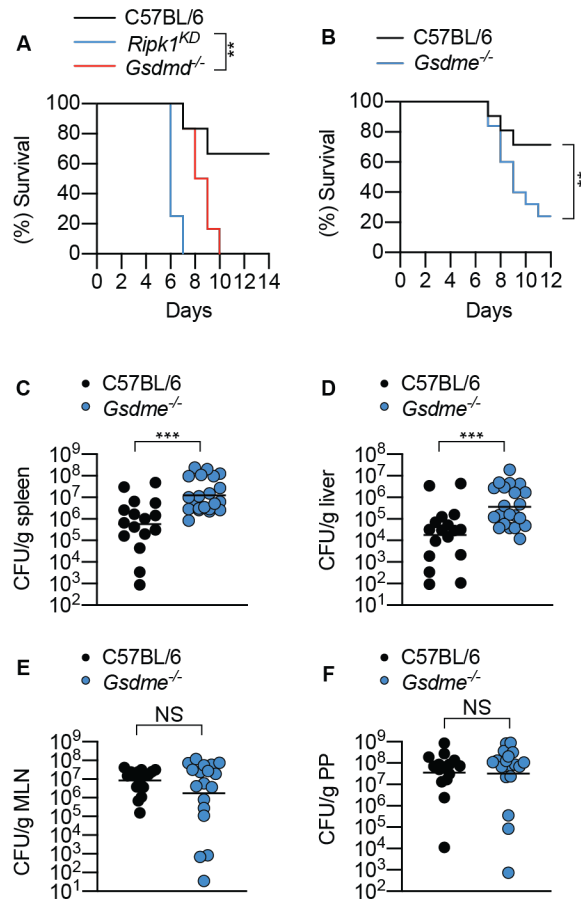 A
C57BL/6
Ripk1^KD
Gsdmd^-/-
**
(%) Survival
100
80
60
40
20
0
0 2 4 6 8 10 12 14
Days
B
C57BL/6
Gsdme^-/-
**
(%) Survival
100
80
60
40
20
0
0 2 4 6 8 10 12
Days
C
C57BL/6
Gsdme^-/-
***
CFU/g spleen
10^9
10^8
10^7
10^6
10^5
10^4
10^3
10^2
D
C57BL/6
Gsdme^-/-
***
CFU/g liver
10^9
10^8
10^7
10^6
10^5
10^4
10^3
10^2
10^1
E
C57BL/6
Gsdme^-/-
NS
CFU/g MLN
10^9
10^8
10^7
10^6
10^5
10^4
10^3
10^2
10^1
F
C57BL/6
Gsdme^-/-
NS
CFU/g PP
10^9
10^8
10^7
10^6
10^5
10^4
10^3
10^2